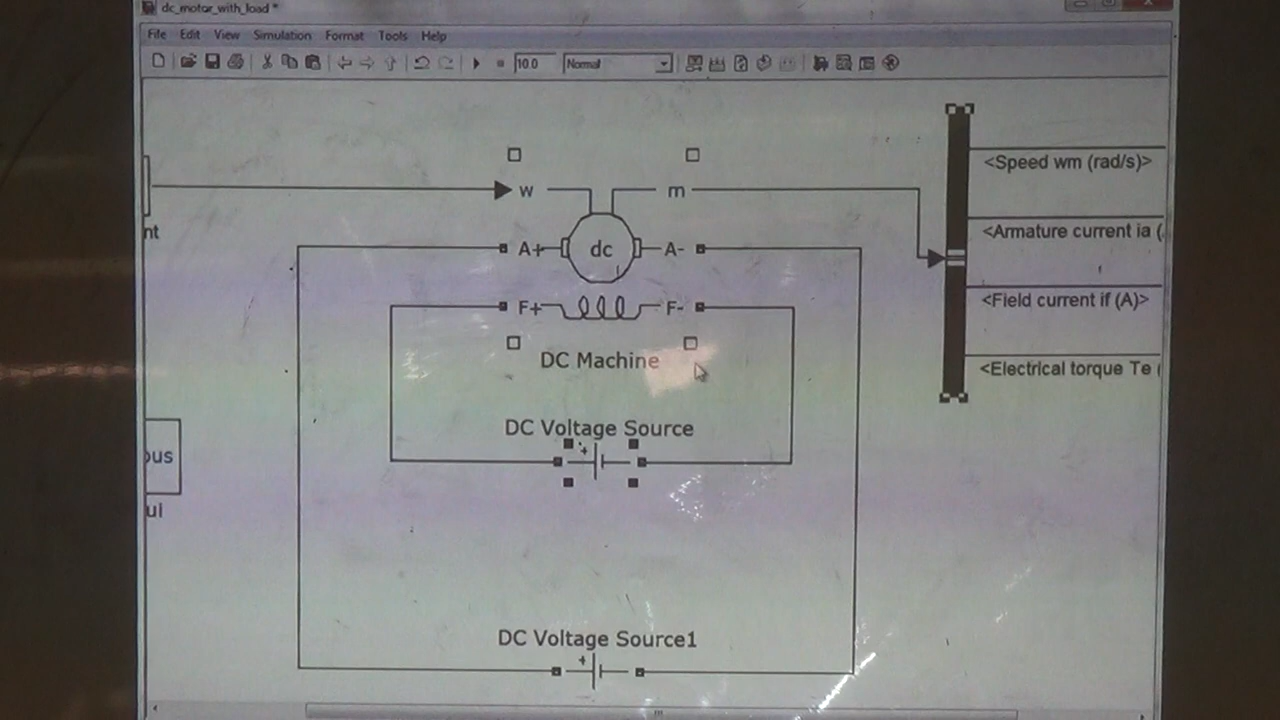 dc_motor_with_load *
File Edit View Simulation Format Tools Help
10.0 Normal
<Speed wm (rad/s)>
w m
nt
<Armature current ia (
A+ dc A-
<Field current if (A)>
F+ F-
DC Machine
<Electrical torque Te (
DC Voltage Source
+
ous
ui
DC Voltage Source1
+